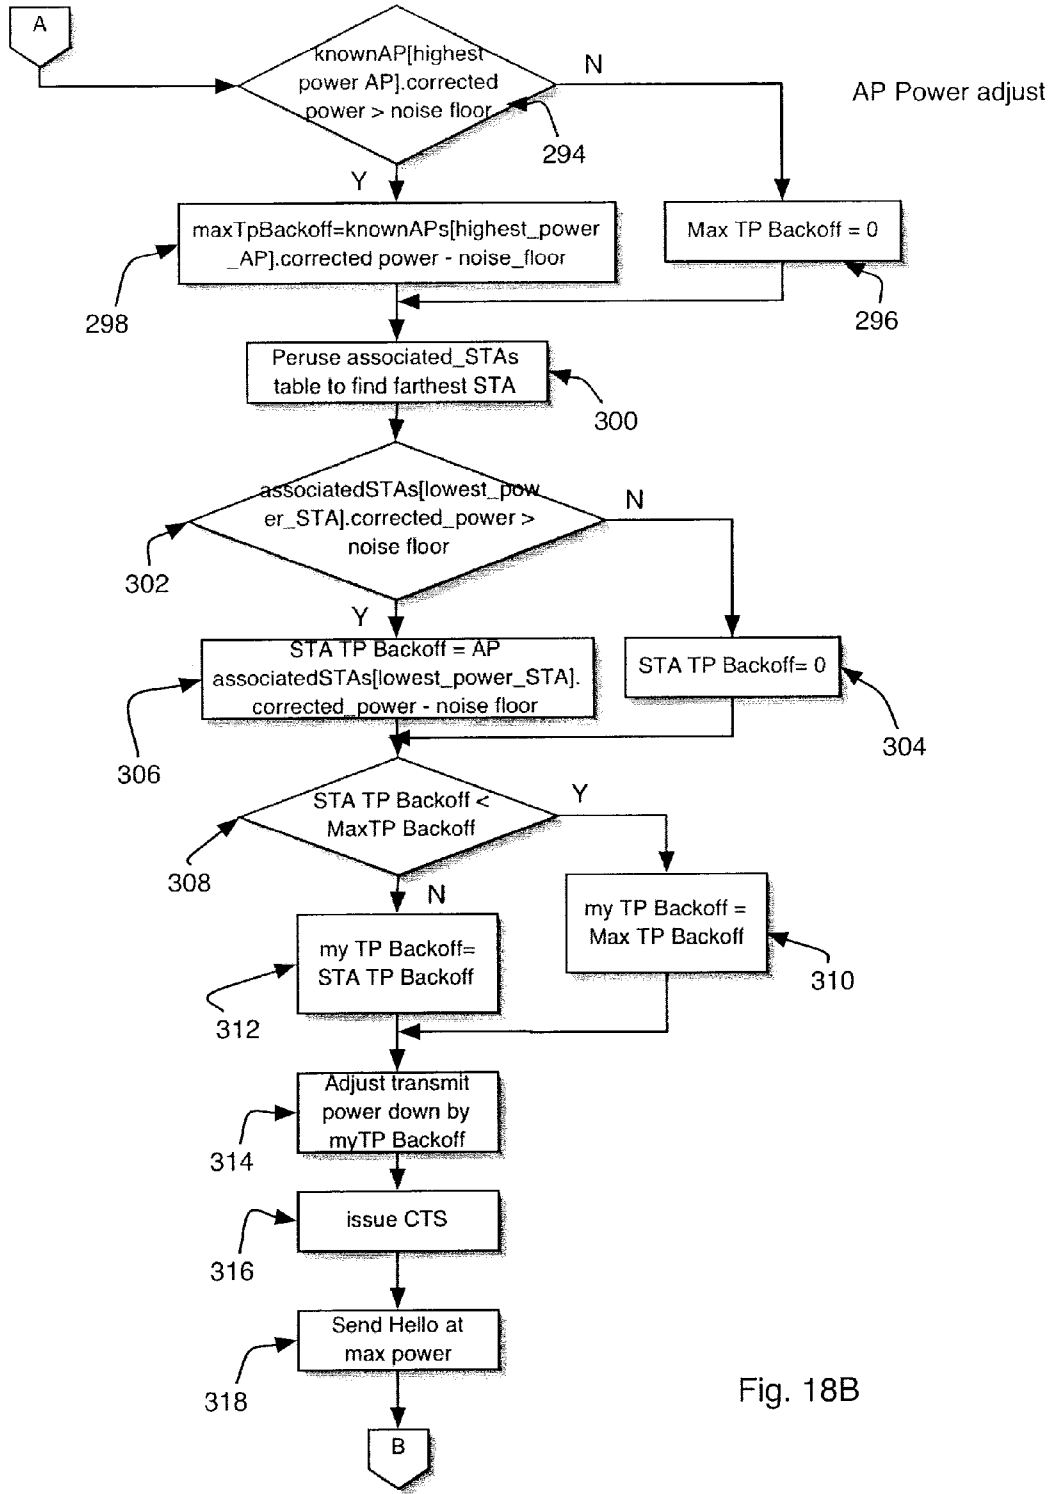 A
knownAP[highest
power AP].corrected
power > noise floor
N
AP Power adjust
294
Y
maxTpBackoff=knownAPs[highest_power
_AP].corrected power - noise_floor
Max TP Backoff = 0
298
296
Peruse associated_STAs
table to find farthest STA
300
associatedSTAs[lowest_pow
er_STA].corrected_power >
noise floor
N
302
Y
STA TP Backoff = AP
associatedSTAs[lowest_power_STA].
corrected_power - noise floor
STA TP Backoff= 0
304
306
STA TP Backoff <
MaxTP Backoff
Y
308
N
my TP Backoff =
Max TP Backoff
my TP Backoff=
STA TP Backoff
310
312
Adjust transmit
power down by
myTP Backoff
314
issue CTS
316
Send Hello at
max power
318
Fig. 18B
B